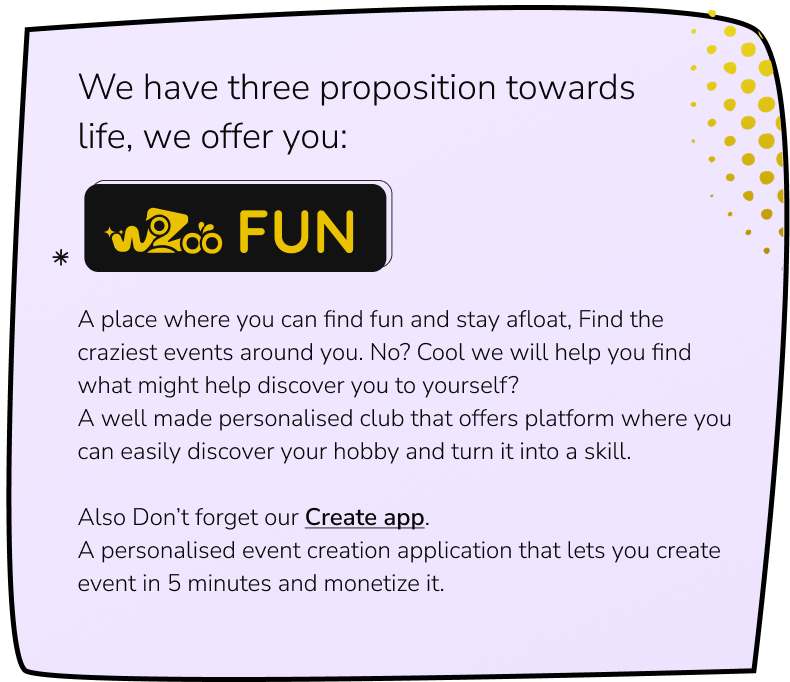 We have three proposition towards
life, we offer you:
wZoo FUN
A place where you can find fun and stay afloat, Find the
craziest events around you. No? Cool we will help you find
what might help discover you to yourself?
A well made personalised club that offers platform where you
can easily discover your hobby and turn it into a skill.
Also Don’t forget our Create app.
A personalised event creation application that lets you create
event in 5 minutes and monetize it.